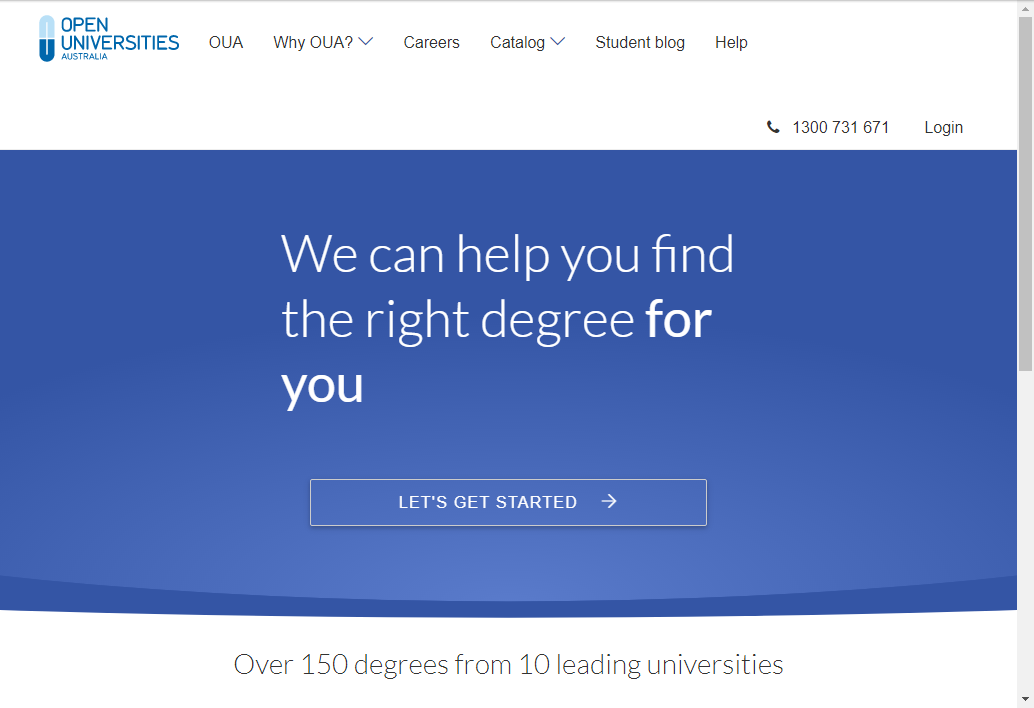 OPEN
UNIVERSITIES
AUSTRALIA
OUA Why OUA? Careers Catalog Student blog Help
1300 731 671 Login
We can help you find
the right degree for
you
LET'S GET STARTED
Over 150 degrees from 10 leading universities